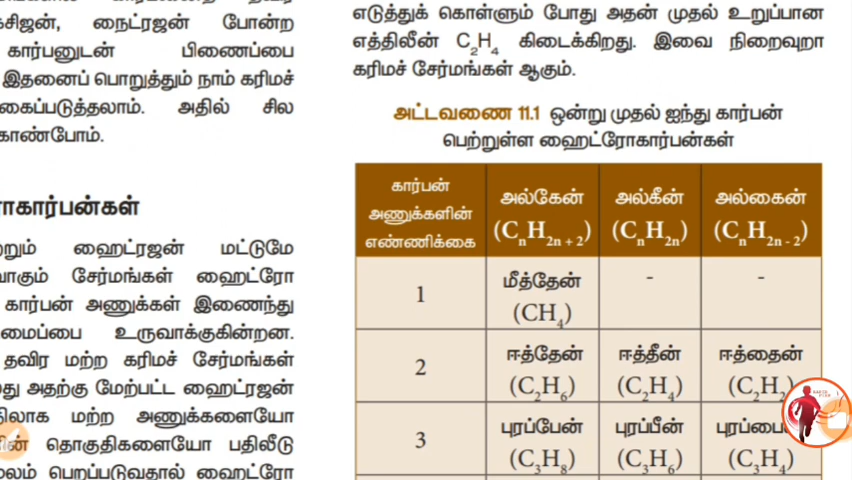 க்சிஜன், நைட்ரஜன் போன்ற
கார்பனுடன் பிணைப்பை
இதனைப் பொறுத்தும் நாம் கரிமச்
கைப்படுத்தலாம். அதில் சில
காண்போம்.
ராகார்பன்கள்
ற்றும் ஹைட்ரஜன் மட்டுமே
வாகும் சேர்மங்கள் ஹைட்ரோ
கார்பன் அணுக்கள் இணைந்து
மைப்பை உருவாக்குகின்றன.
தவிர மற்ற கரிமச் சேர்மங்கள்
து அதற்கு மேற்பட்ட ஹைட்ரஜன்
திலாக மற்ற அணுக்களையோ
ின் தொகுதிகளையோ பதிலீடு
லம் பெறப்படுவதால் ஹைட்ரோ
எடுத்துக் கொள்ளும் போது அதன் முதல் உறுப்பான
எத்திலீன் C₂H₄ கிடைக்கிறது. இவை நிறைவுறா
கரிமச் சேர்மங்கள் ஆகும்.
அட்டவணை 11.1 ஒன்று முதல் ஐந்து கார்பன்
பெற்றுள்ள ஹைட்ரோகார்பன்கள்
கார்பன்
அணுக்களின்
எண்ணிக்கை
அல்கேன்
(CₙH₂ₙ₊₂)
அல்கீன்
(CₙH₂ₙ)
அல்கைன்
(CₙH₂ₙ₋₂)
1
மீத்தேன்
(CH₄)
-
-
2
ஈத்தேன்
(C₂H₆)
ஈத்தீன்
(C₂H₄)
ஈத்தைன்
(C₂H₂)
3
புரப்பேன்
(C₃H₈)
புரப்பீன்
(C₃H₆)
புரப்பை
(C₃H₄)